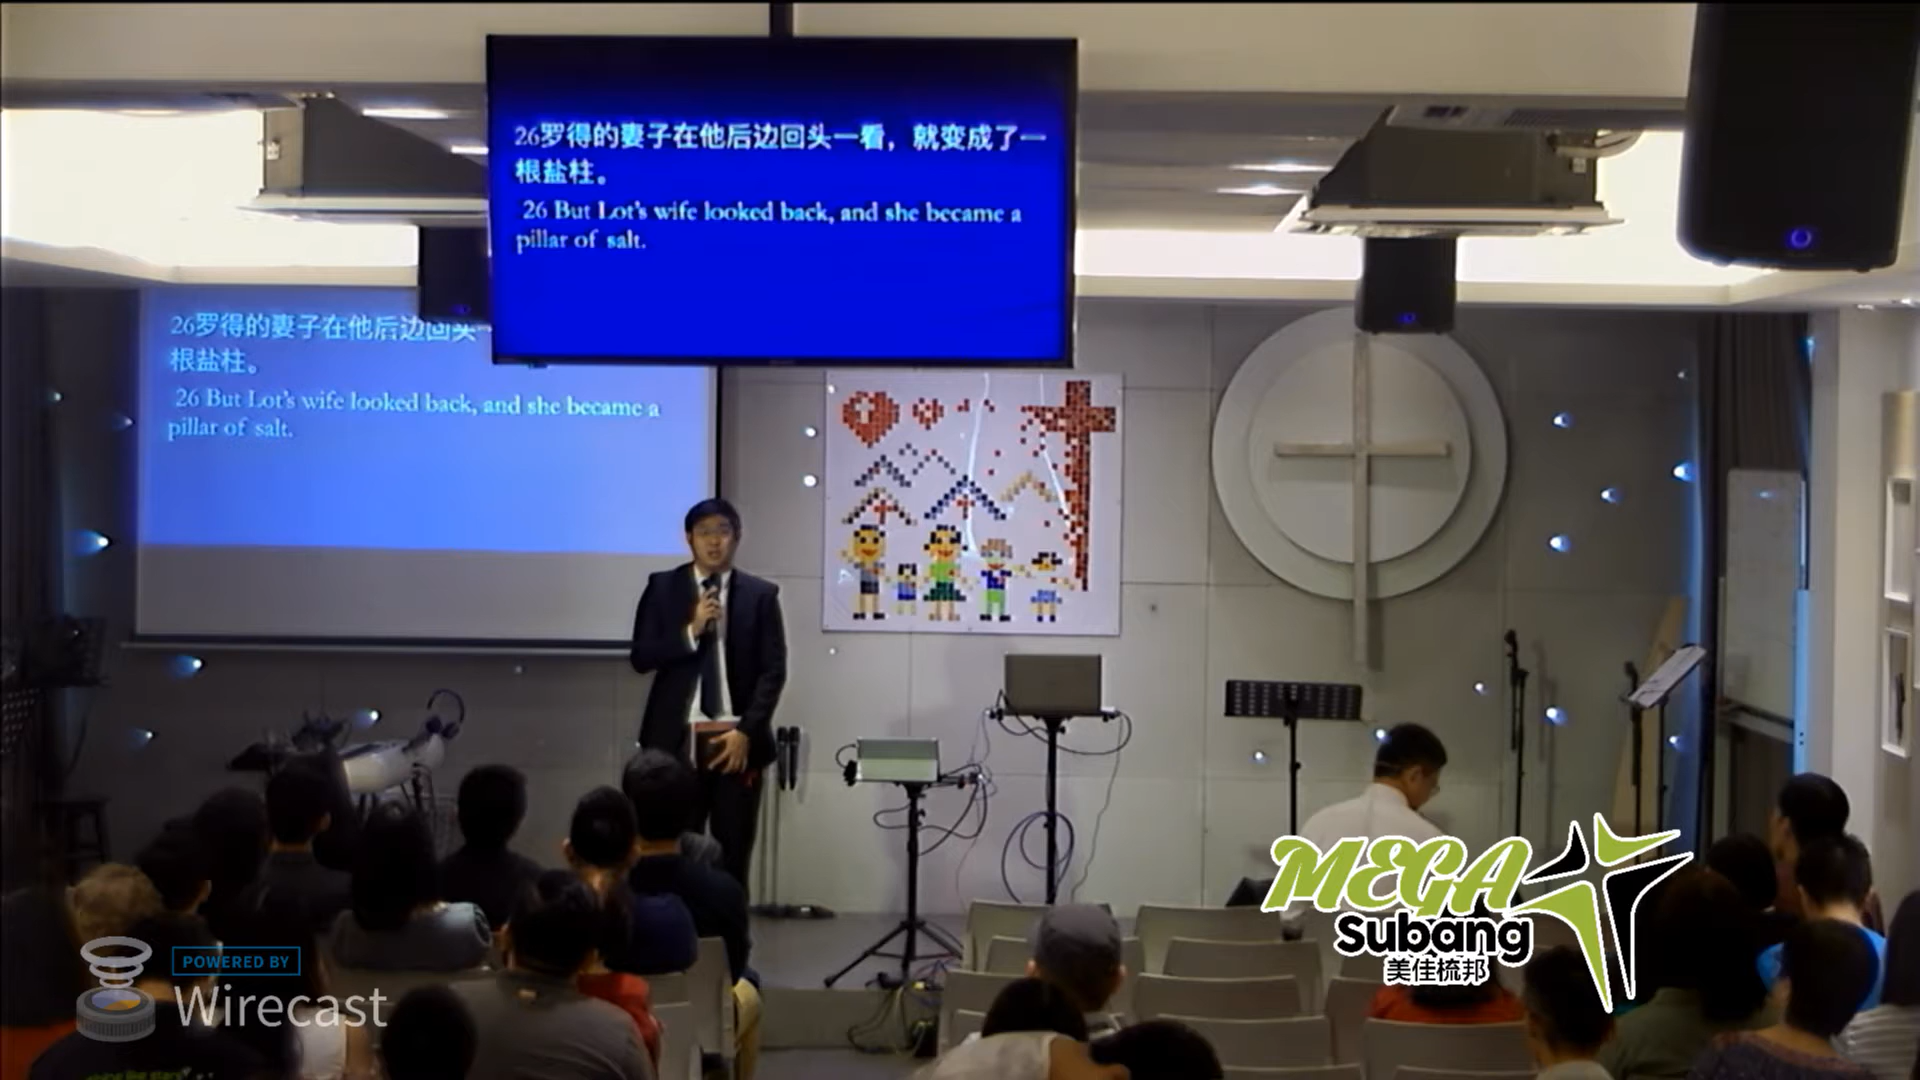 26罗得的妻子在他后边回头一看，就变成了一
根盐柱。
26 But Lot's wife looked back, and she became a
pillar of salt.
26罗得的妻子在他后边回头
根盐柱。
26 But Lot's wife looked back, and she became a
pillar of salt.
MEGA
Subang
美佳梳邦
POWERED BY
Wirecast